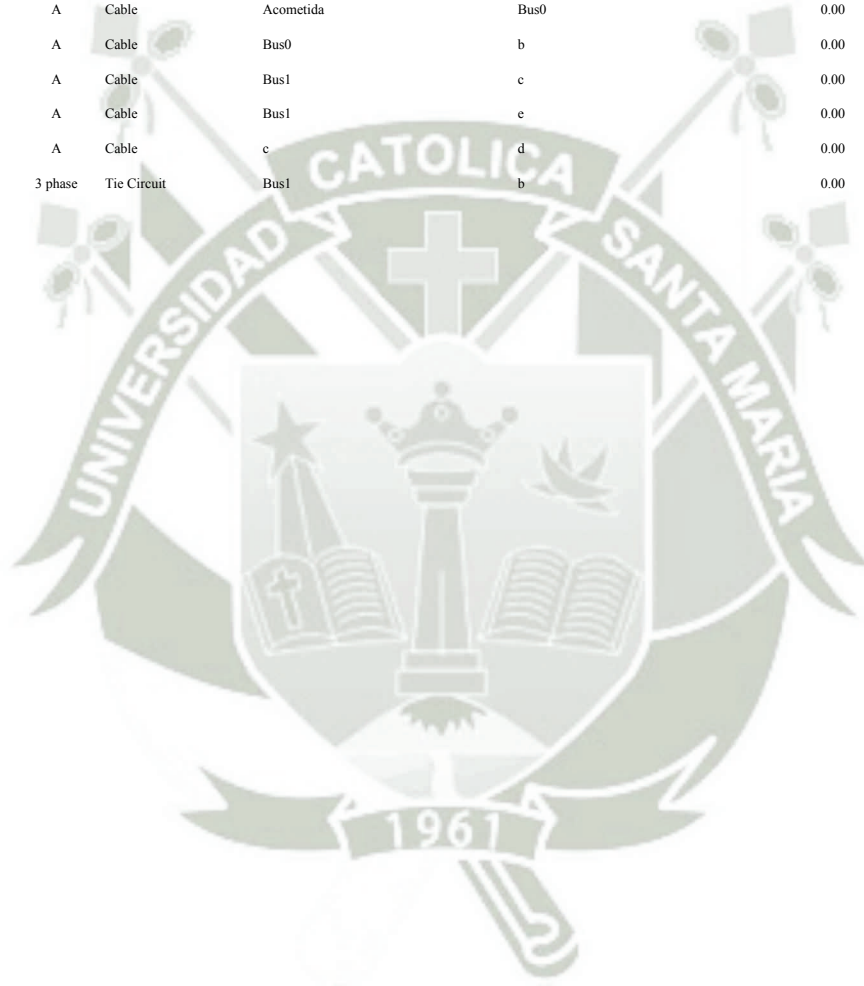 A Cable Acometida Bus0 0.00
A Cable Bus0 b 0.00
A Cable Bus1 c 0.00
A Cable Bus1 e 0.00
A Cable c d 0.00
3 phase Tie Circuit Bus1 b 0.00
UNIVERSIDAD CATOLICA SANTA MARIA
1961